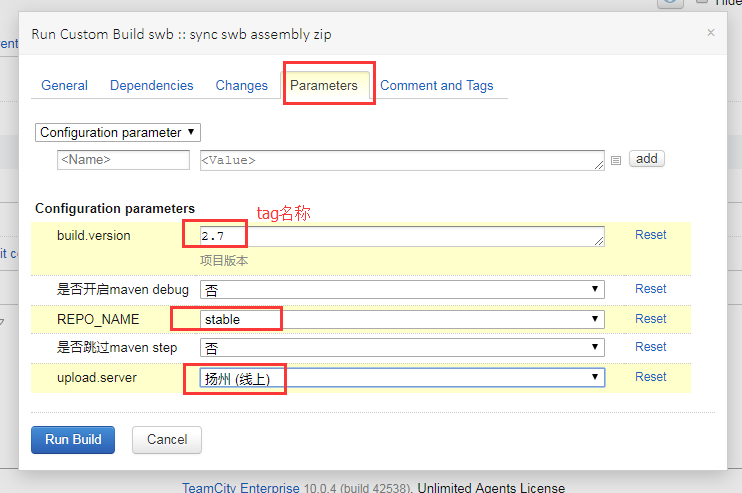 Hide
Run Custom Build swb :: sync swb assembly zip ×
General Dependencies Changes Parameters Comment and Tags
Configuration parameter
<Name> <Value> add
Configuration parameters
tag名称
build.version 2.7 Reset
项目版本
是否开启maven debug 否 Reset
REPO_NAME stable Reset
是否跳过maven step 否 Reset
upload.server 扬州 (线上) Reset
Run Build Cancel
TeamCity Enterprise 10.0.4 (build 42538), Unlimited Agents License